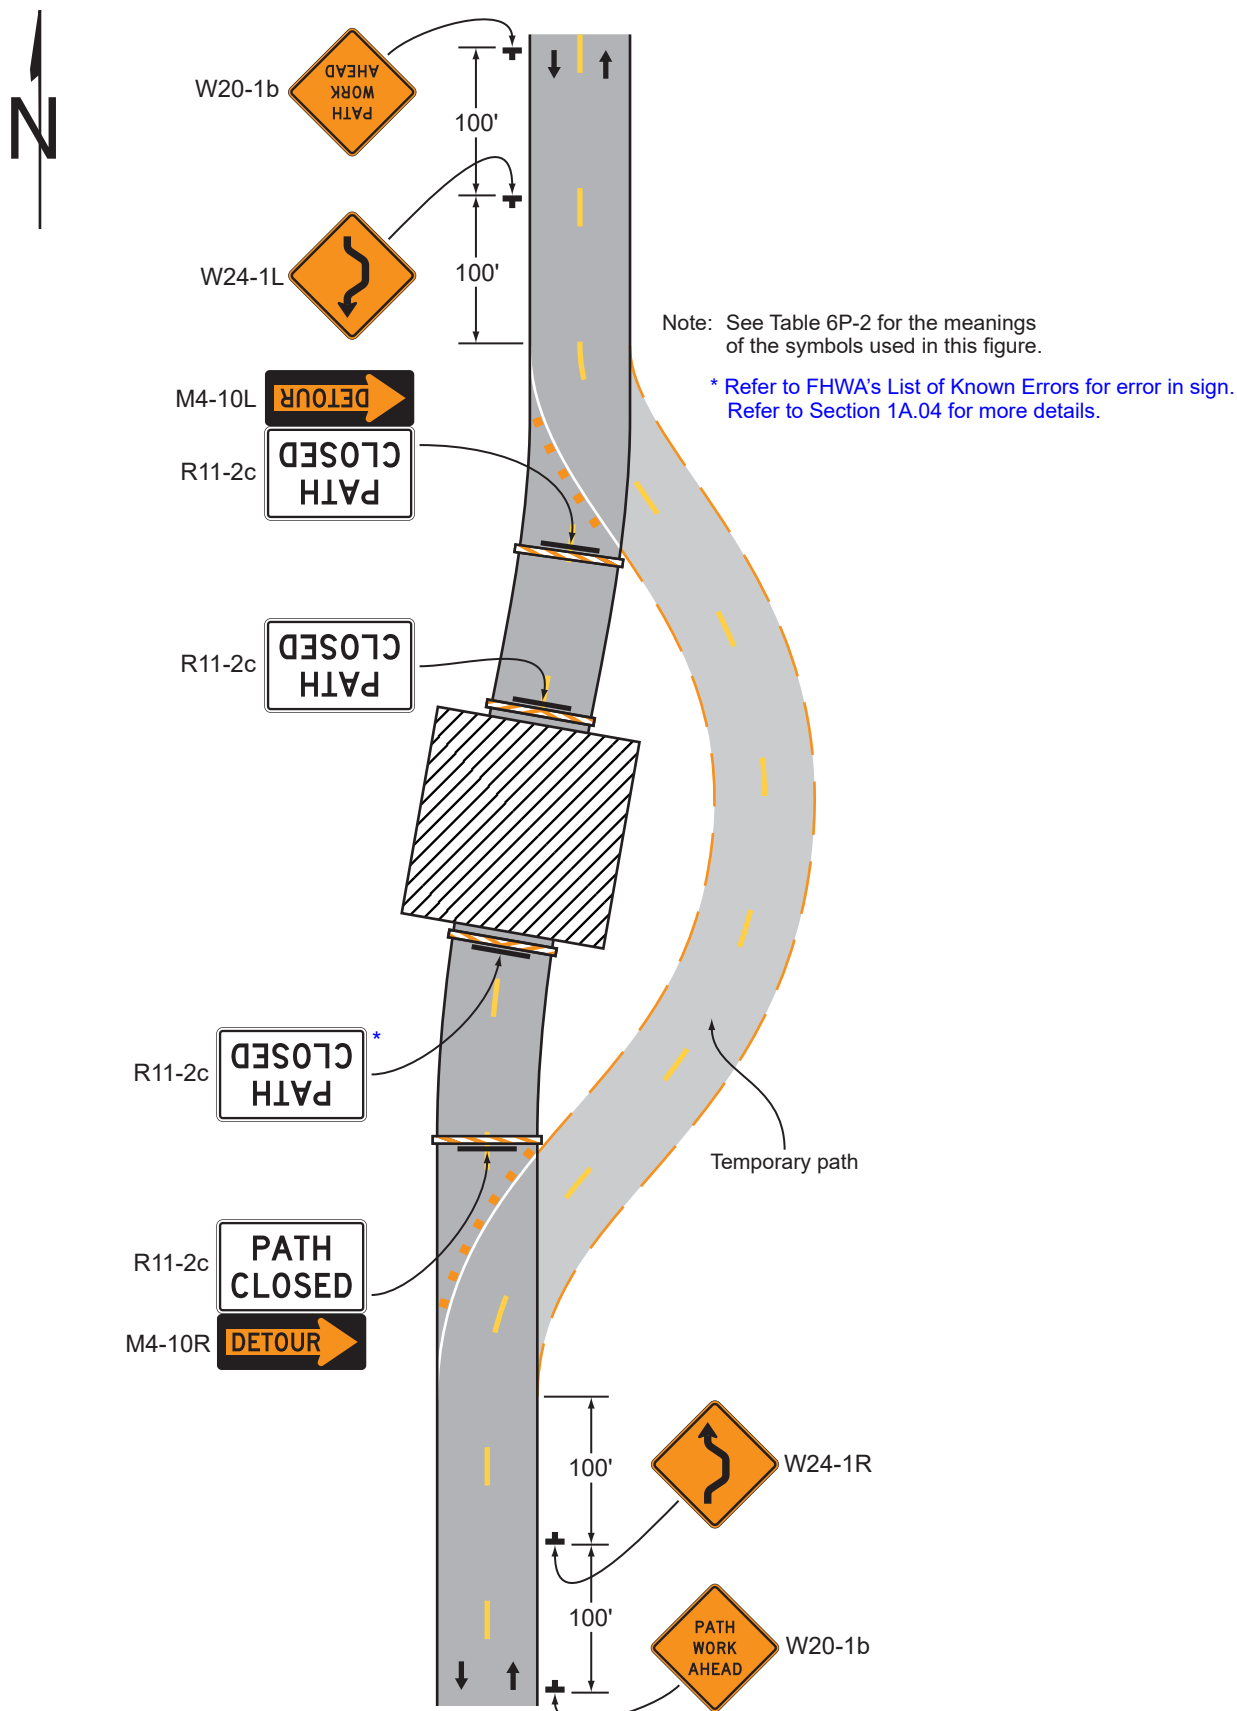 N
W20-1b
PATH
WORK
AHEAD
100'
W24-1L
100'
Note: See Table 6P-2 for the meanings
of the symbols used in this figure.
* Refer to FHWA's List of Known Errors for error in sign.
Refer to Section 1A.04 for more details.
M4-10L
DETOUR
R11-2c
PATH
CLOSED
R11-2c
PATH
CLOSED
R11-2c
PATH
CLOSED
*
Temporary path
R11-2c
PATH
CLOSED
M4-10R
DETOUR
100'
W24-1R
100'
PATH
WORK
AHEAD
W20-1b